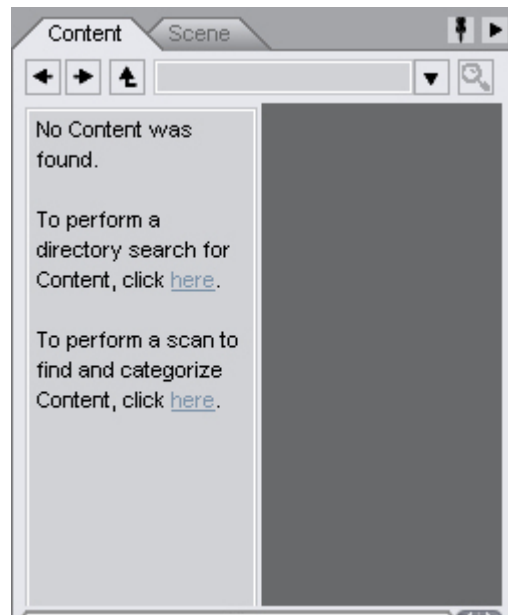 Content Scene
No Content was
found.
To perform a
directory search for
Content, click here.
To perform a scan to
find and categorize
Content, click here.